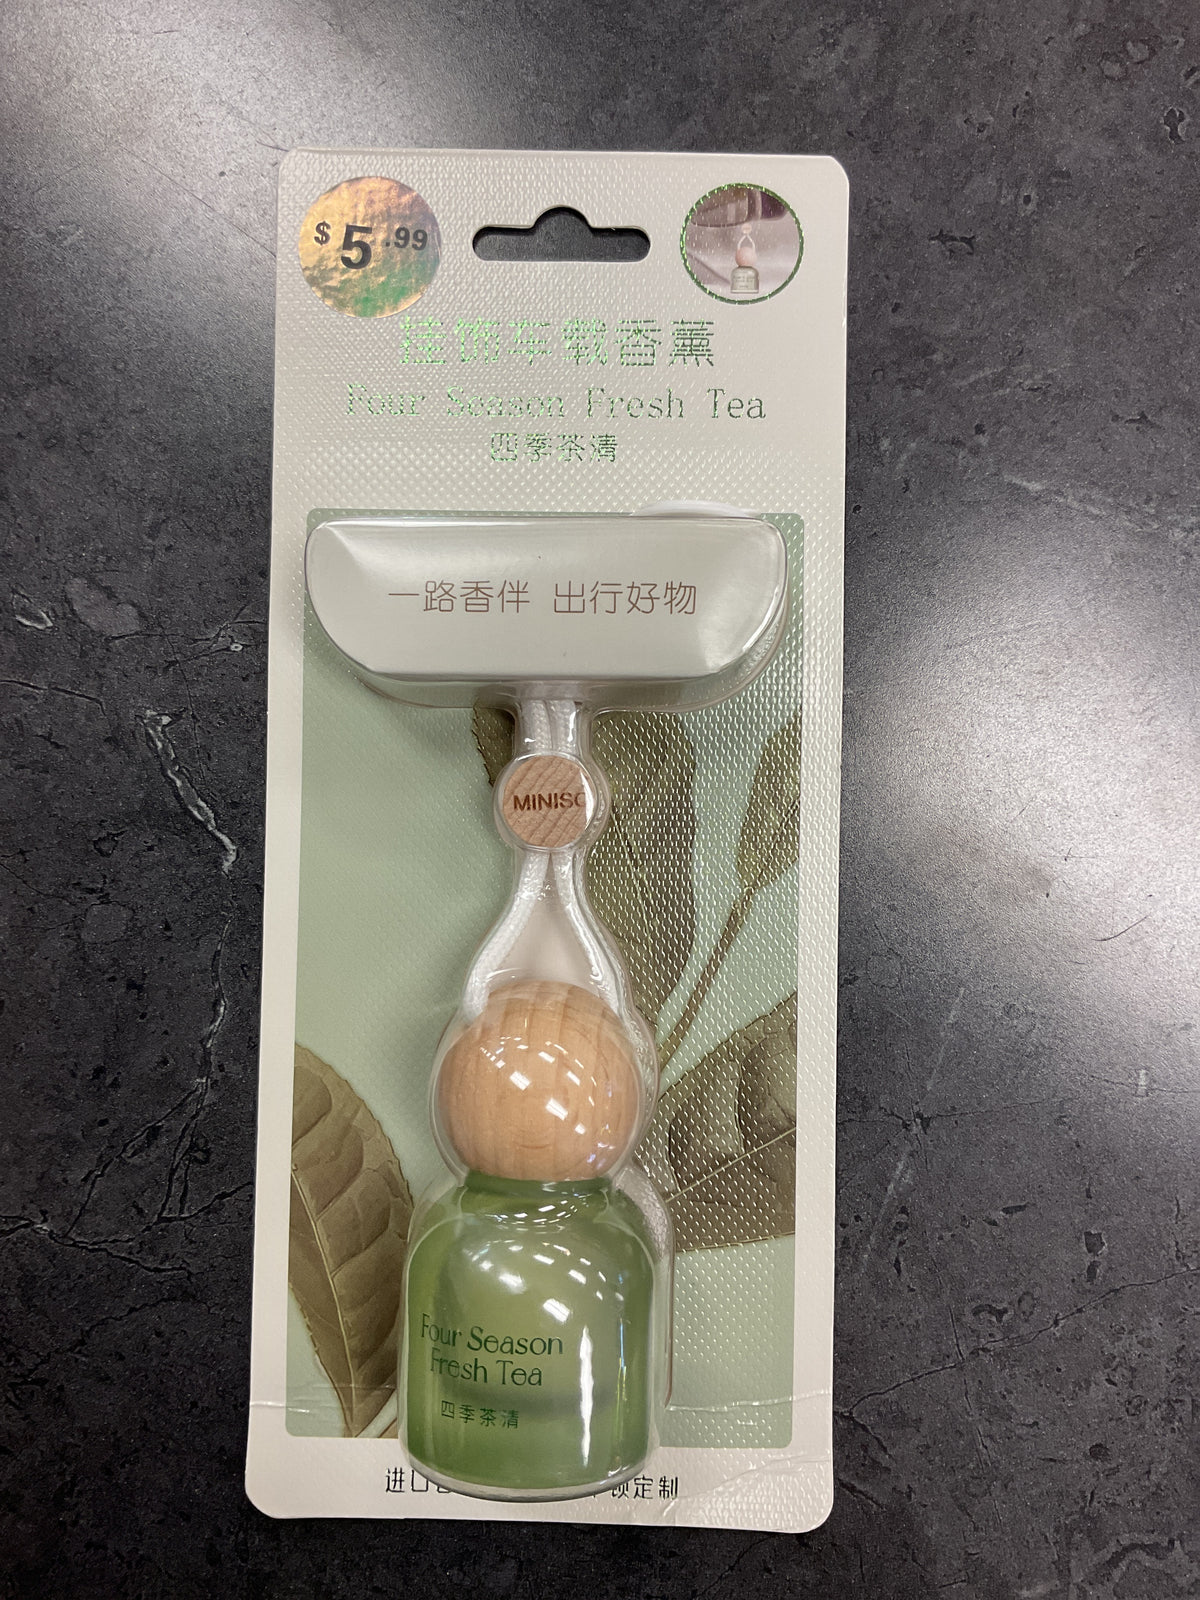 $5.99
挂饰车载香薰
Four Season Fresh Tea
四季茶清
一路香伴 出行好物
MINISO
Four Season
Fresh Tea
四季茶清
进口 定制